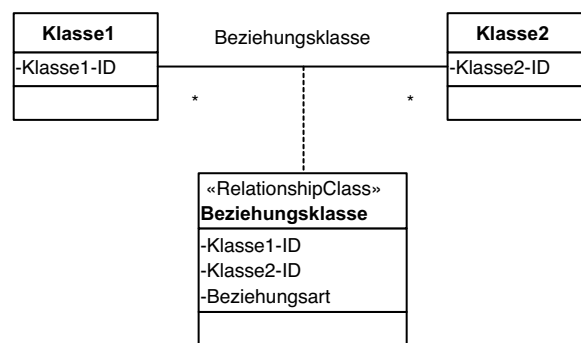 Klasse1
Beziehungsklasse
Klasse2
-Klasse1-ID
-Klasse2-ID
*
*
«RelationshipClass»
Beziehungsklasse
-Klasse1-ID
-Klasse2-ID
-Beziehungsart